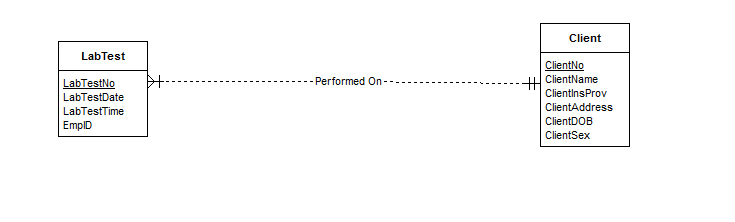 LabTest
LabTestNo
LabTestDate
LabTestTime
EmpID
Performed On
Client
ClientNo
ClientName
ClientInsProv
ClientAddress
ClientDOB
ClientSex